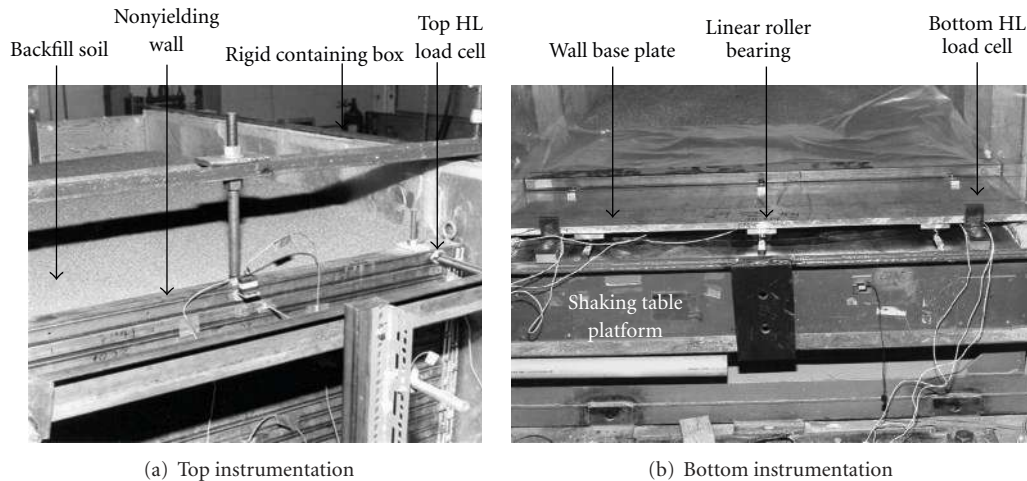 Backfill soil
Nonyielding
wall
Rigid containing box
Top HL
load cell
(a) Top instrumentation
Wall base plate
Linear roller
bearing
Bottom HL
load cell
Shaking table
platform
(b) Bottom instrumentation